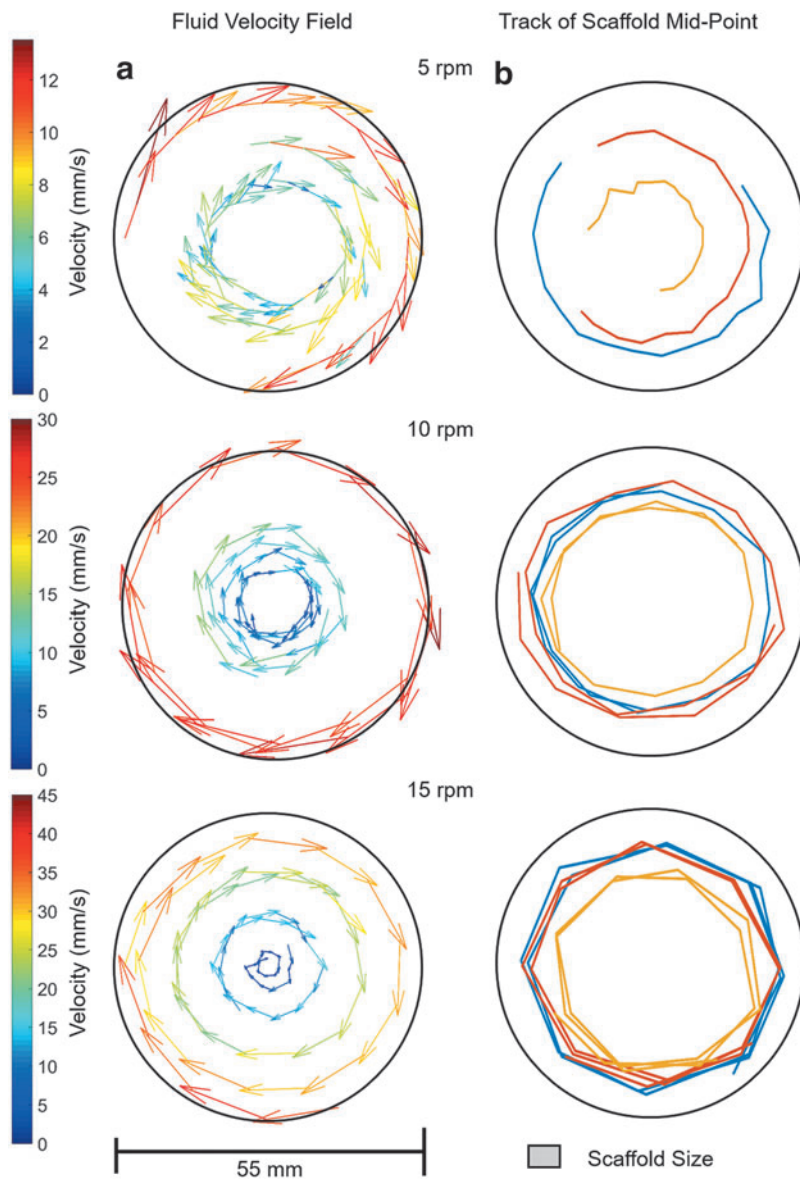 Fluid Velocity Field
Track of Scaffold Mid-Point
a
5 rpm
b
12
10
8
6
4
2
0
Velocity (mm/s)
10 rpm
30
25
20
15
10
5
0
Velocity (mm/s)
15 rpm
45
40
35
30
25
20
15
10
5
0
Velocity (mm/s)
55 mm
Scaffold Size